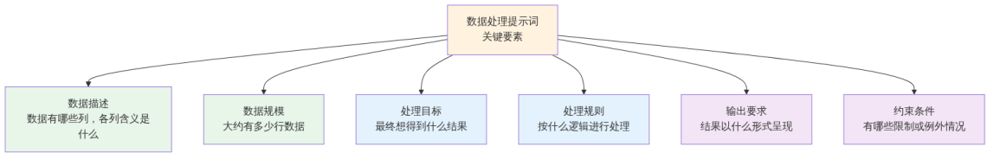 数据处理提示词
关键要素
数据描述
数据有哪些列，各列含义是
什么
数据规模
大约有多少行数据
处理目标
最终想得到什么结果
处理规则
按什么逻辑进行处理
输出要求
结果以什么形式呈现
约束条件
有哪些限制或例外情况